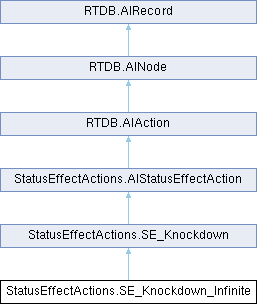 RTDB.AIRecord
RTDB.AINode
RTDB.AIAction
StatusEffectActions.AIStatusEffectAction
StatusEffectActions.SE_Knockdown
StatusEffectActions.SE_Knockdown_Infinite